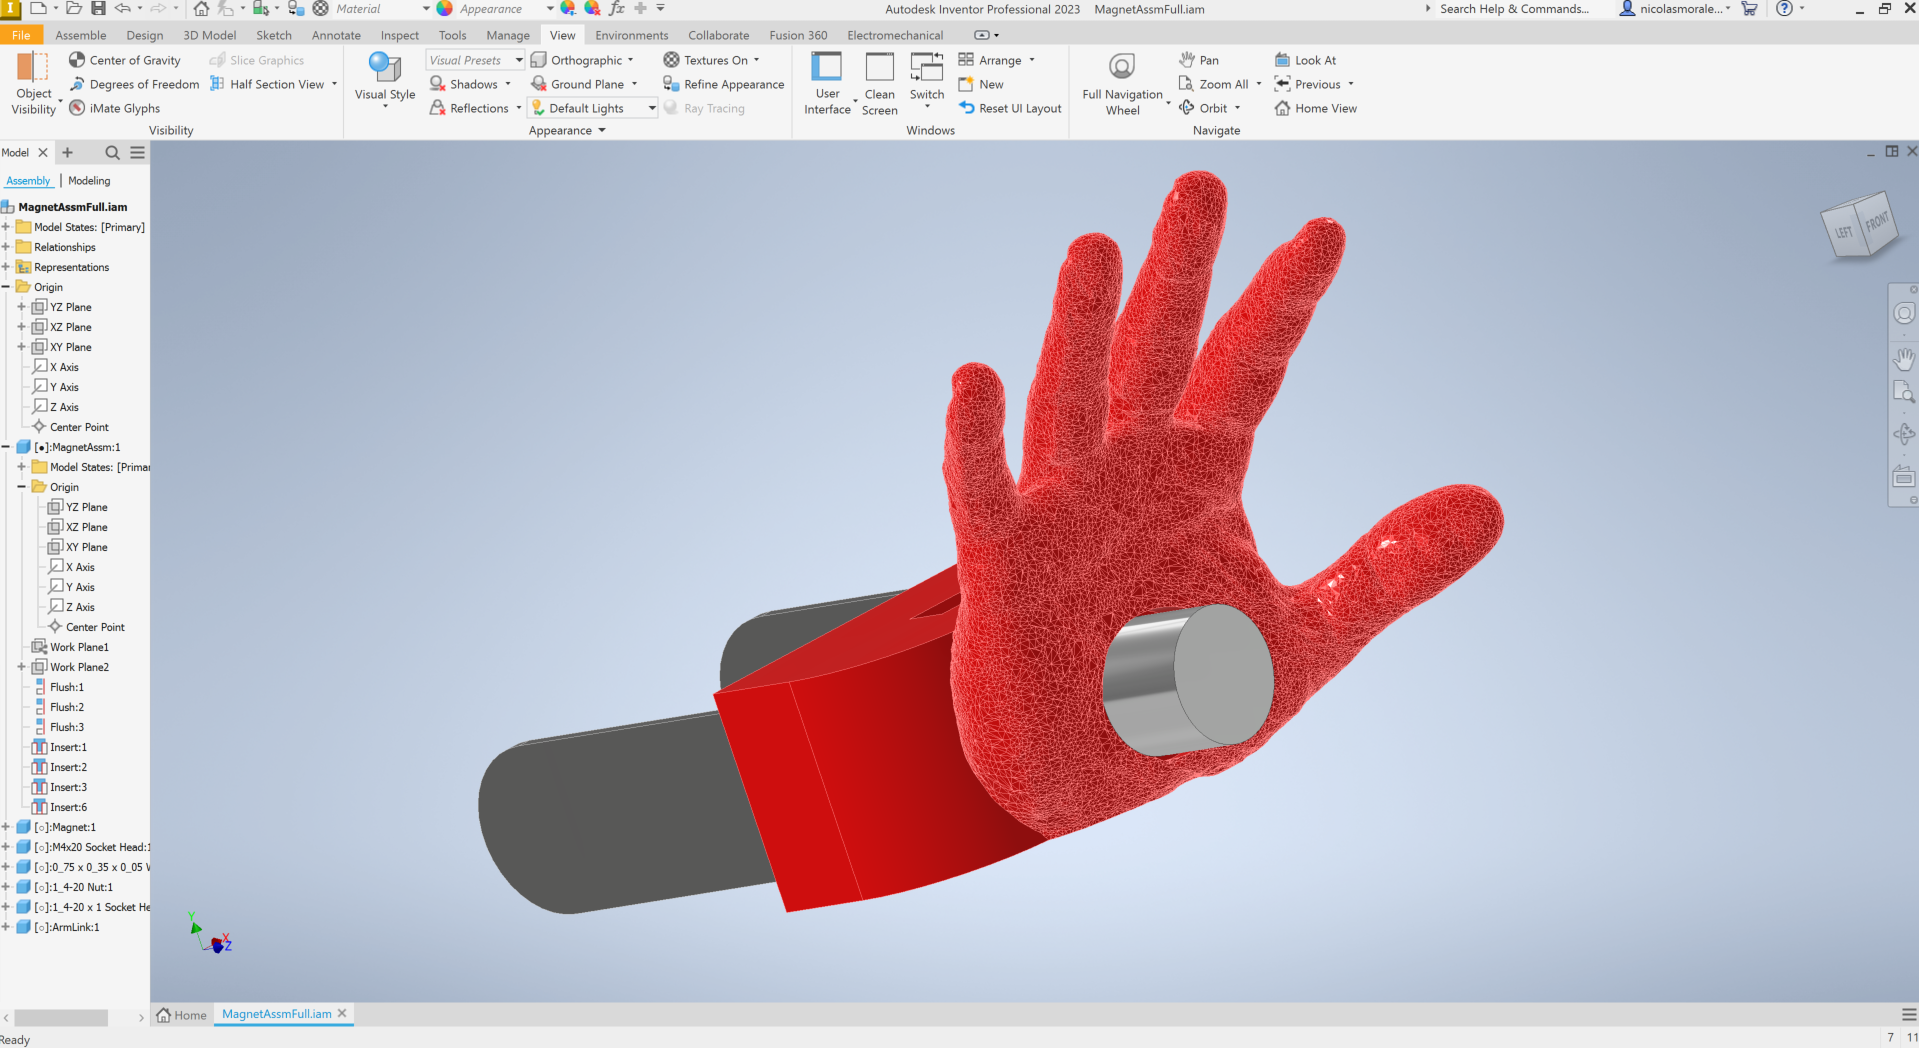 I Material Appearance fx Autodesk Inventor Professional 2023 MagnetAssmFull.iam Search Help & Commands... nicolasmorale...
File Assemble Design 3D Model Sketch Annotate Inspect Tools Manage View Environments Collaborate Fusion 360 Electromechanical
Object Visibility
Center of Gravity
Degrees of Freedom
iMate Glyphs
Slice Graphics
Half Section View
Visibility
Visual Style
Visual Presets
Shadows
Reflections
Orthographic
Ground Plane
Default Lights
Textures On
Refine Appearance
Ray Tracing
Appearance
User Interface
Clean Screen
Switch
Arrange
New
Reset UI Layout
Windows
Full Navigation Wheel
Pan
Zoom All
Orbit
Look At
Previous
Home View
Navigate
Model
Assembly | Modeling
MagnetAssmFull.iam
Model States: [Primary]
Relationships
Representations
Origin
YZ Plane
XZ Plane
XY Plane
X Axis
Y Axis
Z Axis
Center Point
[•]:MagnetAssm:1
Model States: [Primar
Origin
YZ Plane
XZ Plane
XY Plane
X Axis
Y Axis
Z Axis
Center Point
Work Plane1
Work Plane2
Flush:1
Flush:2
Flush:3
Insert:1
Insert:2
Insert:3
Insert:6
[○]:Magnet:1
[○]:M4x20 Socket Head:1
[○]:0_75 x 0_35 x 0_05 W
[○]:1_4-20 Nut:1
[○]:1_4-20 x 1 Socket He
[○]:ArmLink:1
LEFT FRONT
Y
X
Z
Home MagnetAssmFull.iam
Ready 7 11